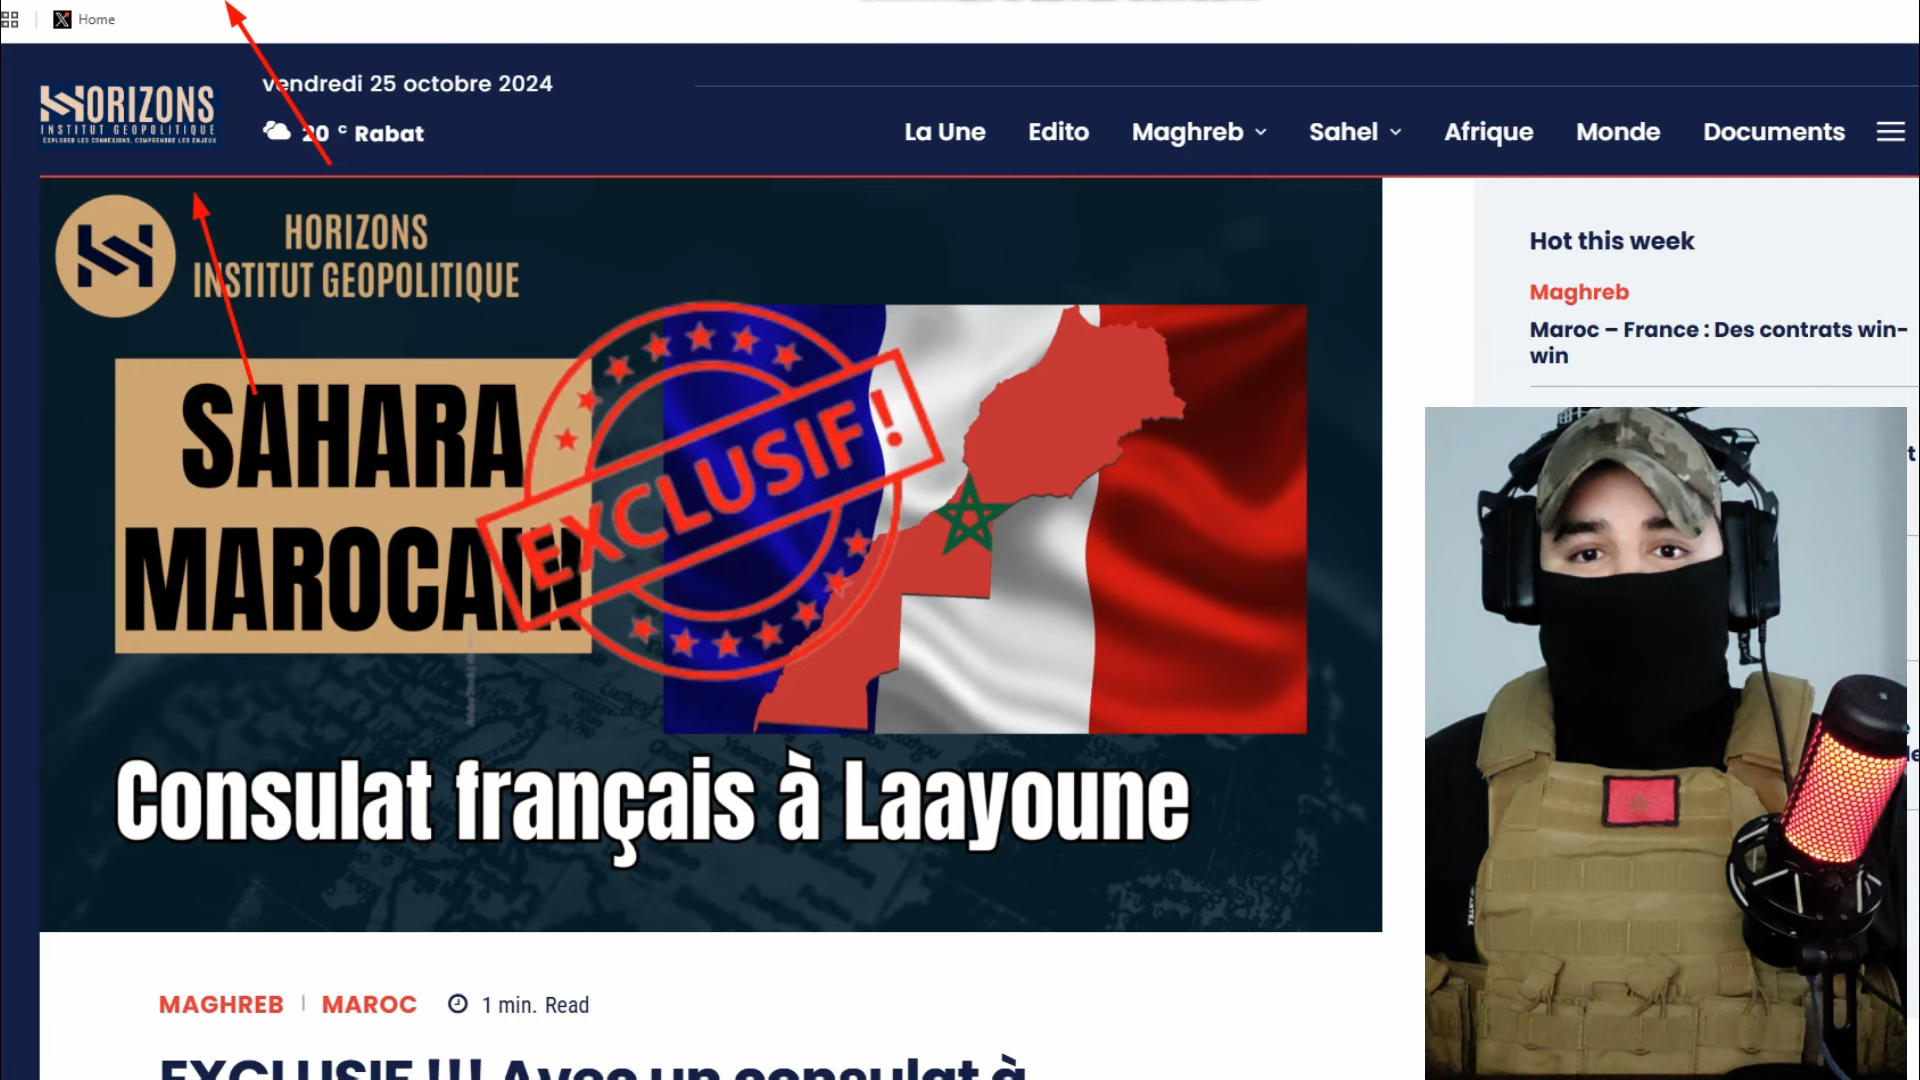 Home
vendredi 25 octobre 2024
20 c Rabat
HORIZONS
INSTITUT GEOPOLITIQUE
EXPLORER LES CONNEXIONS, COMPRENDRE LES ENJEUX
La Une
Edito
Maghreb
Sahel
Afrique
Monde
Documents
HORIZONS
INSTITUT GEOPOLITIQUE
SAHARA
MAROCAIN
EXCLUSIF !
Consulat français à Laayoune
Hot this week
Maghreb
Maroc – France : Des contrats win-
win
MAGHREB | MAROC
1 min. Read
EXCLUSIF !!! Avec un consulat à